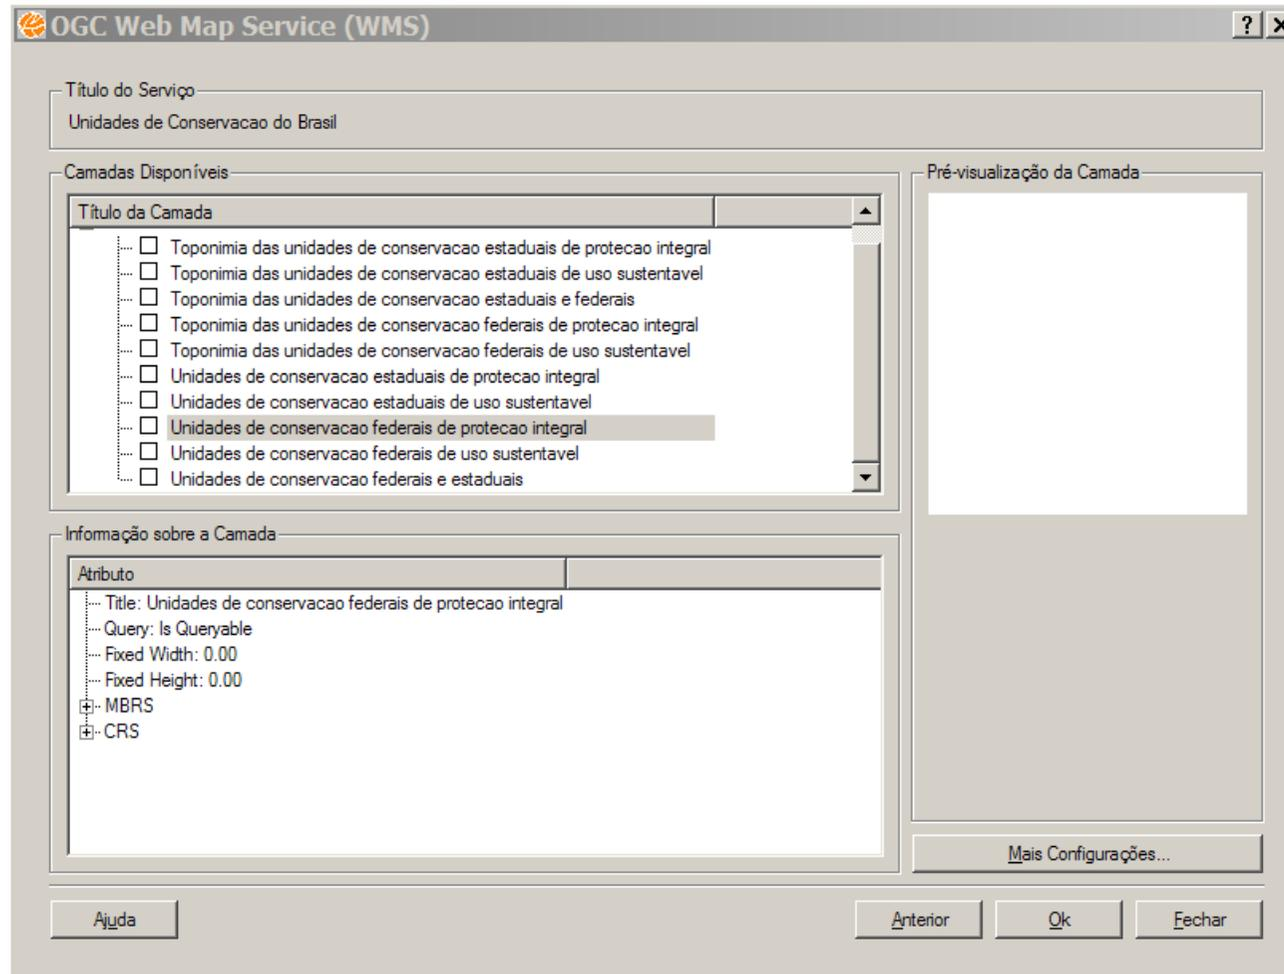 OGC Web Map Service (WMS)
Título do Serviço
Unidades de Conservacao do Brasil
Camadas Disponíveis
Título da Camada
Toponimia das unidades de conservacao estaduais de protecao integral
Toponimia das unidades de conservacao estaduais de uso sustentavel
Toponimia das unidades de conservacao estaduais e federais
Toponimia das unidades de conservacao federais de protecao integral
Toponimia das unidades de conservacao federais de uso sustentavel
Unidades de conservacao estaduais de protecao integral
Unidades de conservacao estaduais de uso sustentavel
Unidades de conservacao federais de protecao integral
Unidades de conservacao federais de uso sustentavel
Unidades de conservacao federais e estaduais
Pré-visualização da Camada
Informação sobre a Camada
Atributo
Title: Unidades de conservacao federais de protecao integral
Query: Is Queryable
Fixed Width: 0.00
Fixed Height: 0.00
MBRS
CRS
Mais Configurações...
Ajuda
Anterior
Ok
Fechar